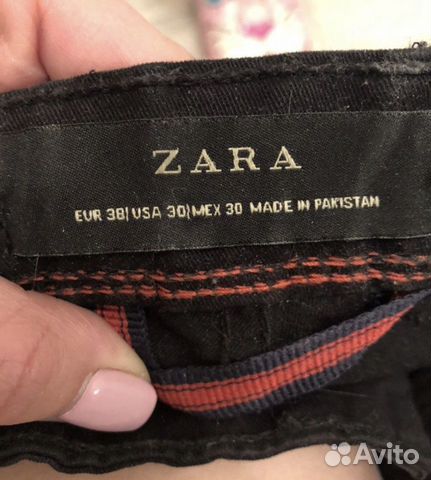 ZARA
EUR 38|USA 30|MEX 30 MADE IN PAKISTAN
Avito